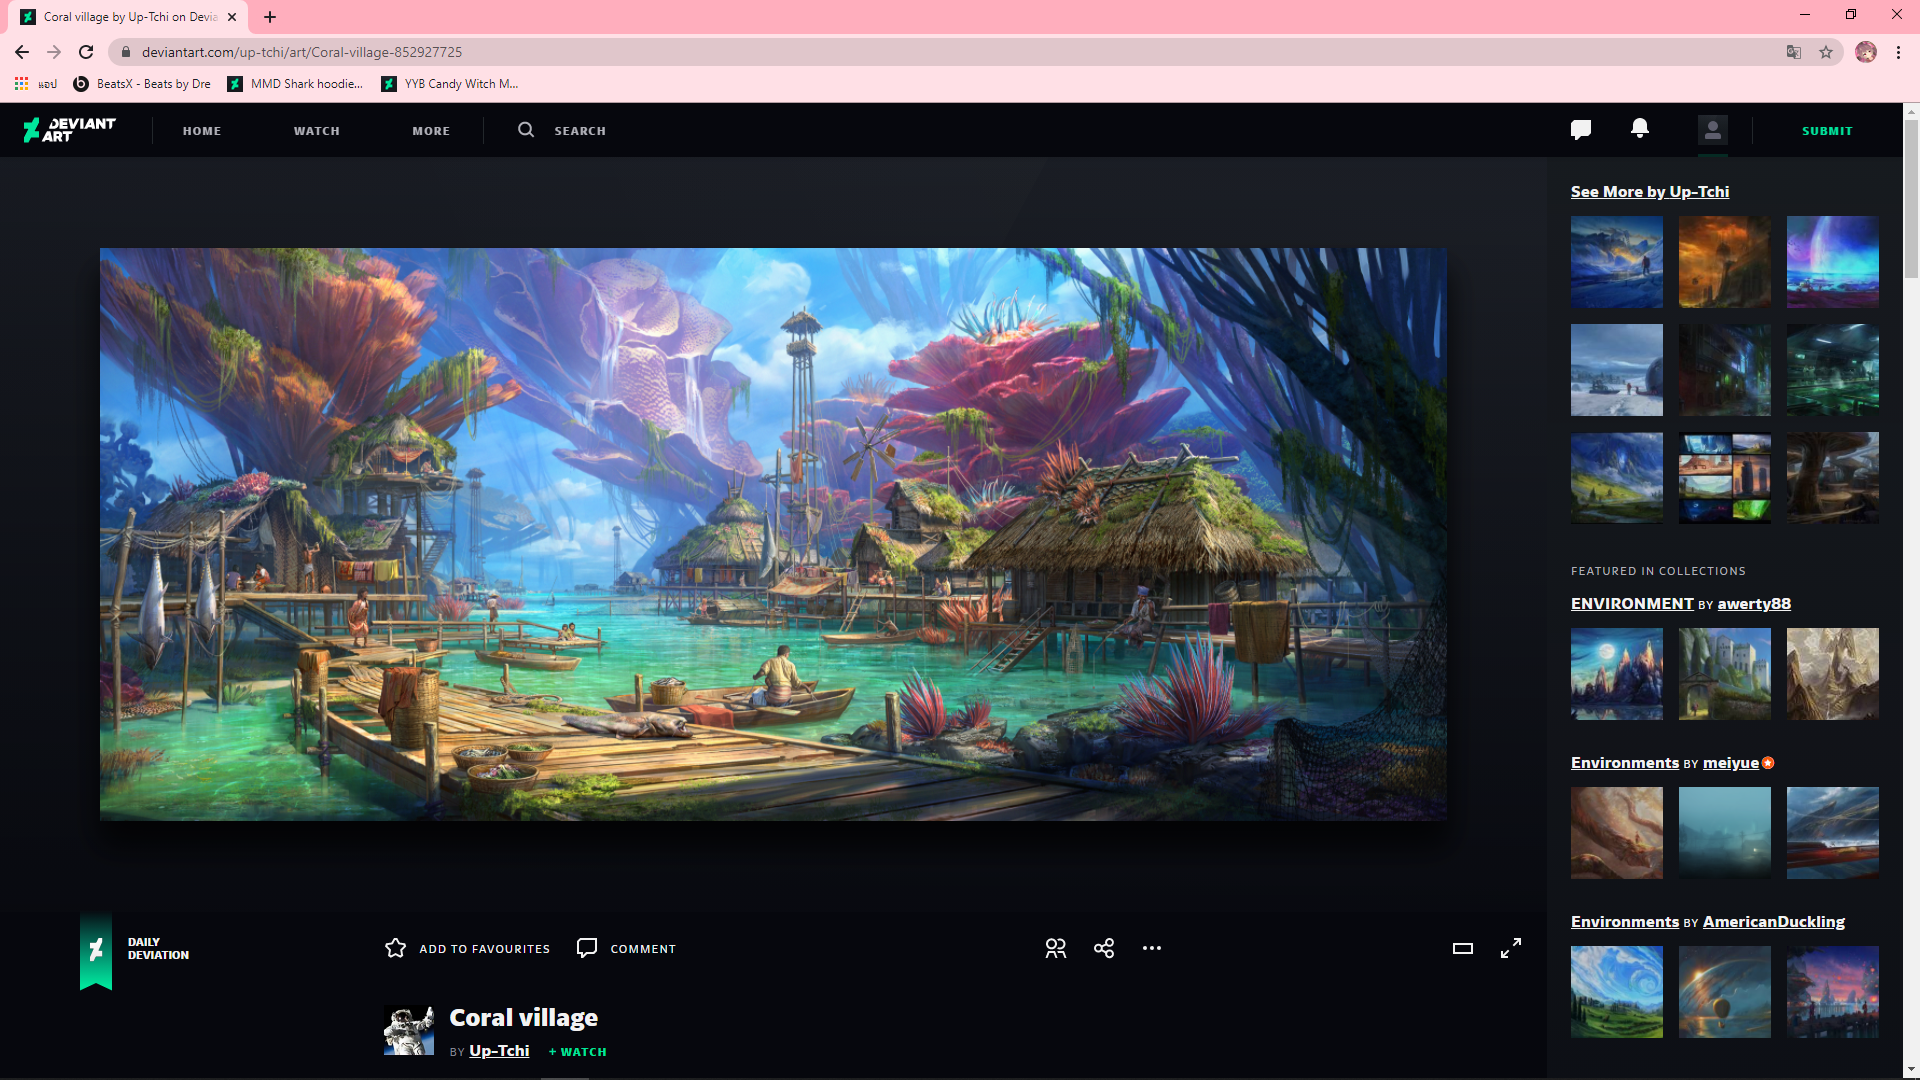 Coral village by Up-Tchi on Devia
deviantart.com/up-tchi/art/Coral-village-852927725
แอป
BeatsX - Beats by Dre
MMD Shark hoodie...
YYB Candy Witch M...
DEVIANT ART
HOME
WATCH
MORE
SEARCH
SUBMIT
See More by Up-Tchi
FEATURED IN COLLECTIONS
ENVIRONMENT BY awerty88
Environments BY meiyue
Environments BY AmericanDuckling
DAILY
DEVIATION
ADD TO FAVOURITES
COMMENT
Coral village
BY Up-Tchi
+ WATCH